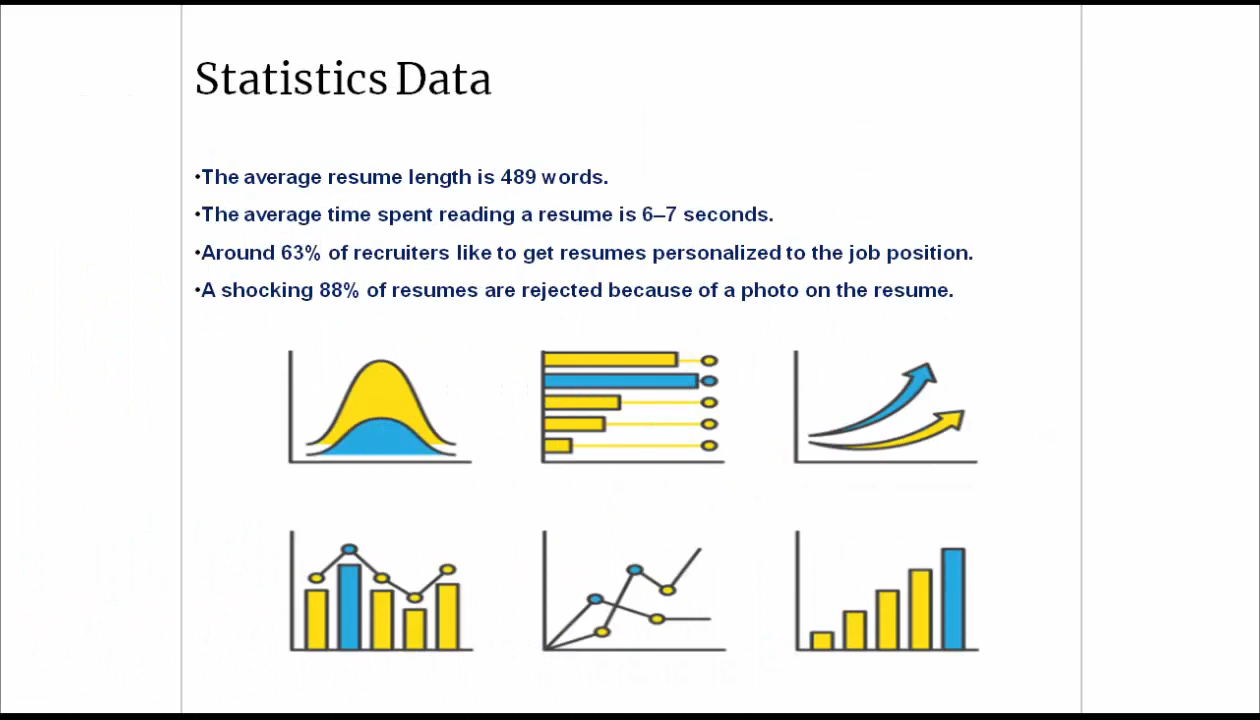 Statistics Data
•The average resume length is 489 words.
•The average time spent reading a resume is 6–7 seconds.
•Around 63% of recruiters like to get resumes personalized to the job position.
•A shocking 88% of resumes are rejected because of a photo on the resume.